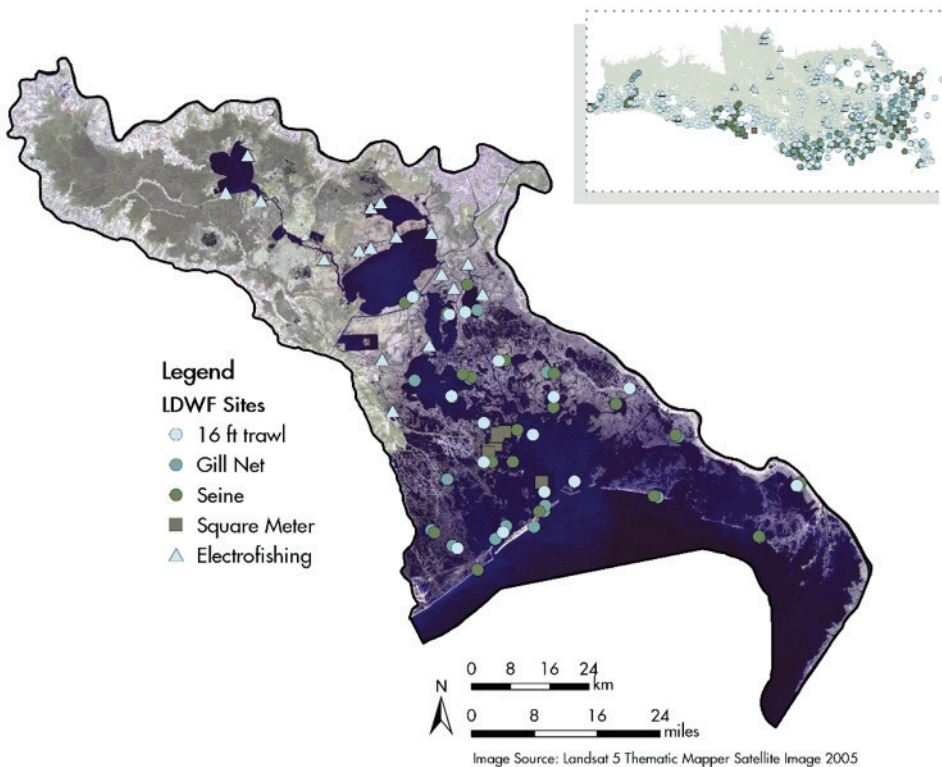 Legend
LDWF Sites
16 ft trawl
Gill Net
Seine
Square Meter
Electrofishing
N
0 8 16 24
km
0 8 16 24
miles
Image Source: Landsat 5 Thematic Mapper Satellite Image 2005